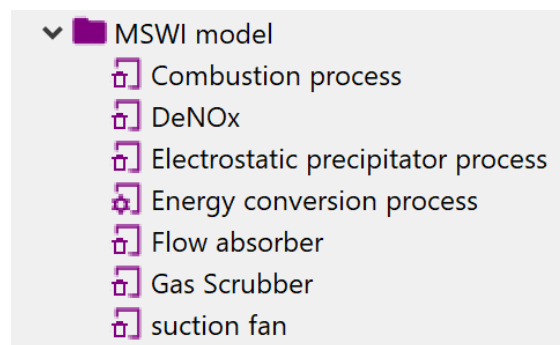 MSWI model
Combustion process
DeNOx
Electrostatic precipitator process
Energy conversion process
Flow absorber
Gas Scrubber
suction fan